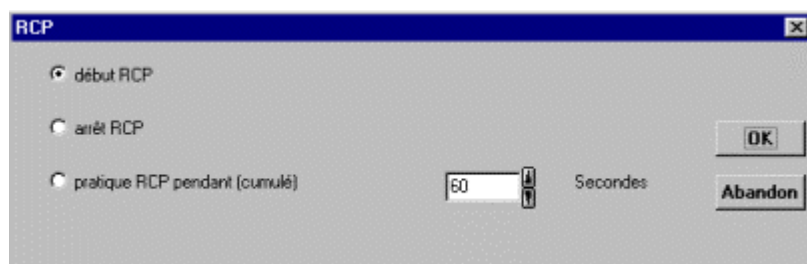 RCP
début RCP
arrêt RCP
OK
pratique RCP pendant (cumulé) 60 Secondes
Abandon